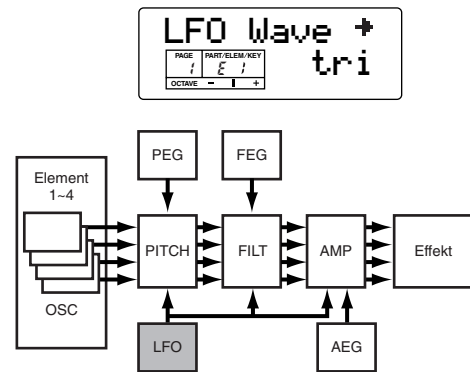 LFO Wave
PAGE PART/ELEM/KEY
1 E1 tri
OCTAVE - +
PEG FEG
Element
1~4
PITCH FILT AMP Effekt
OSC
LFO AEG